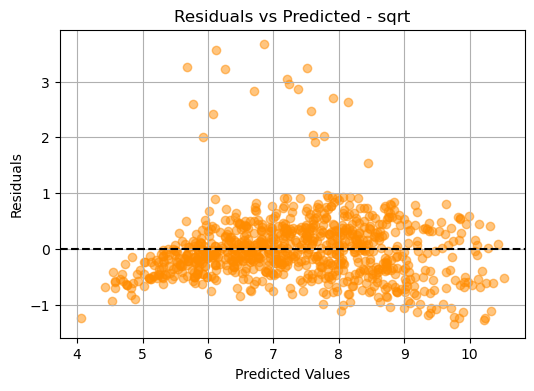 Residuals vs Predicted - sqrt
Residuals
3
2
1
0
−1
4 5 6 7 8 9 10
Predicted Values